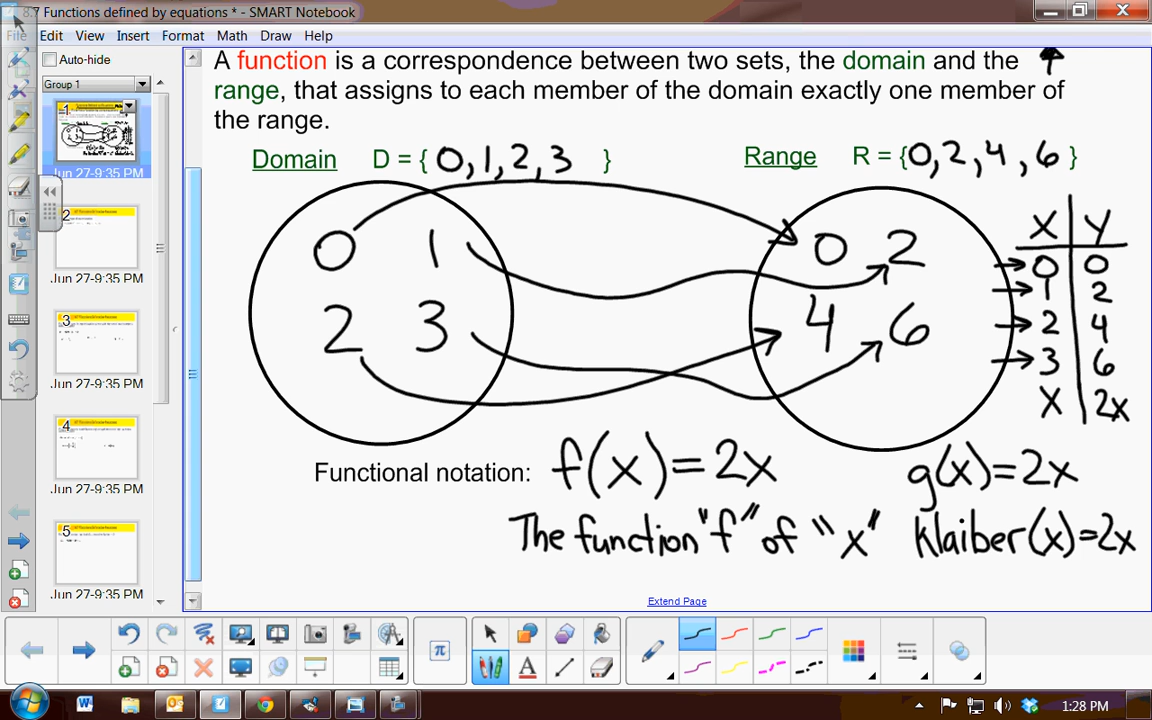 8.7 Functions defined by equations * - SMART Notebook
File Edit View Insert Format Math Draw Help
Auto-hide
Group 1
1
Jun 27-9:35 PM
2
Jun 27-9:35 PM
3
Jun 27-9:35 PM
4
Jun 27-9:35 PM
5
Jun 27-9:35 PM
A function is a correspondence between two sets, the domain and the
range, that assigns to each member of the domain exactly one member of
the range.
Domain D = { 0, 1, 2, 3 } Range R = {0, 2, 4, 6 }
0 1
2 3
0 2
4 6
X Y
0 0
1 2
2 4
3 6
X 2x
Functional notation: f(x) = 2x g(x) = 2x
The function "f" of "x" Klaiber(x) = 2x
Extend Page
π
A
W
1:28 PM